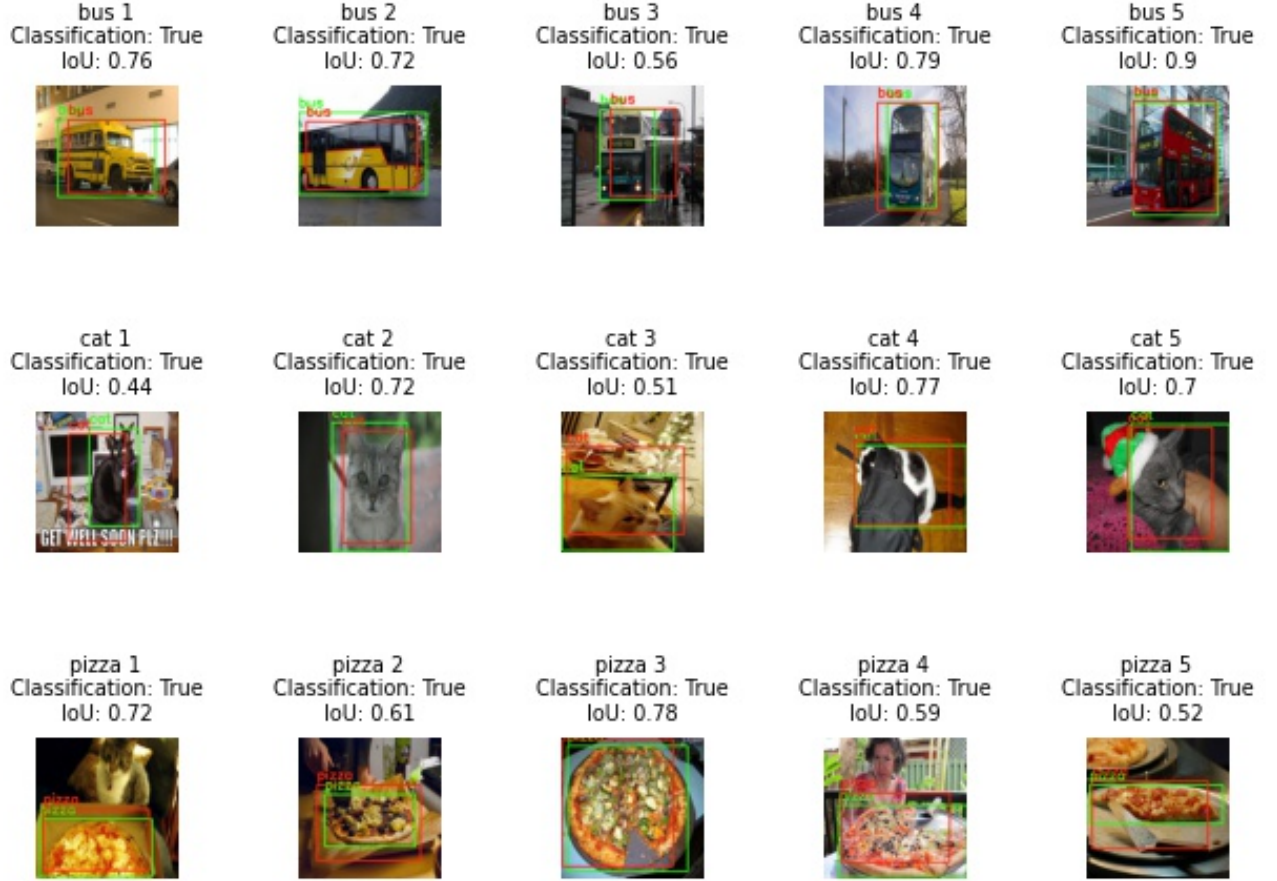 bus 1
Classification: True
IoU: 0.76
bus 2
Classification: True
IoU: 0.72
bus 3
Classification: True
IoU: 0.56
bus 4
Classification: True
IoU: 0.79
bus 5
Classification: True
IoU: 0.9
bus
bus
bus
bus
bus
bus
cat 1
Classification: True
IoU: 0.44
cat 2
Classification: True
IoU: 0.72
cat 3
Classification: True
IoU: 0.51
cat 4
Classification: True
IoU: 0.77
cat 5
Classification: True
IoU: 0.7
cat
cat
cat
GET WELL SOON PLZ!!!!
pizza 1
Classification: True
IoU: 0.72
pizza 2
Classification: True
IoU: 0.61
pizza 3
Classification: True
IoU: 0.78
pizza 4
Classification: True
IoU: 0.59
pizza 5
Classification: True
IoU: 0.52
pizza
pizza
pizza
pizza
pizza